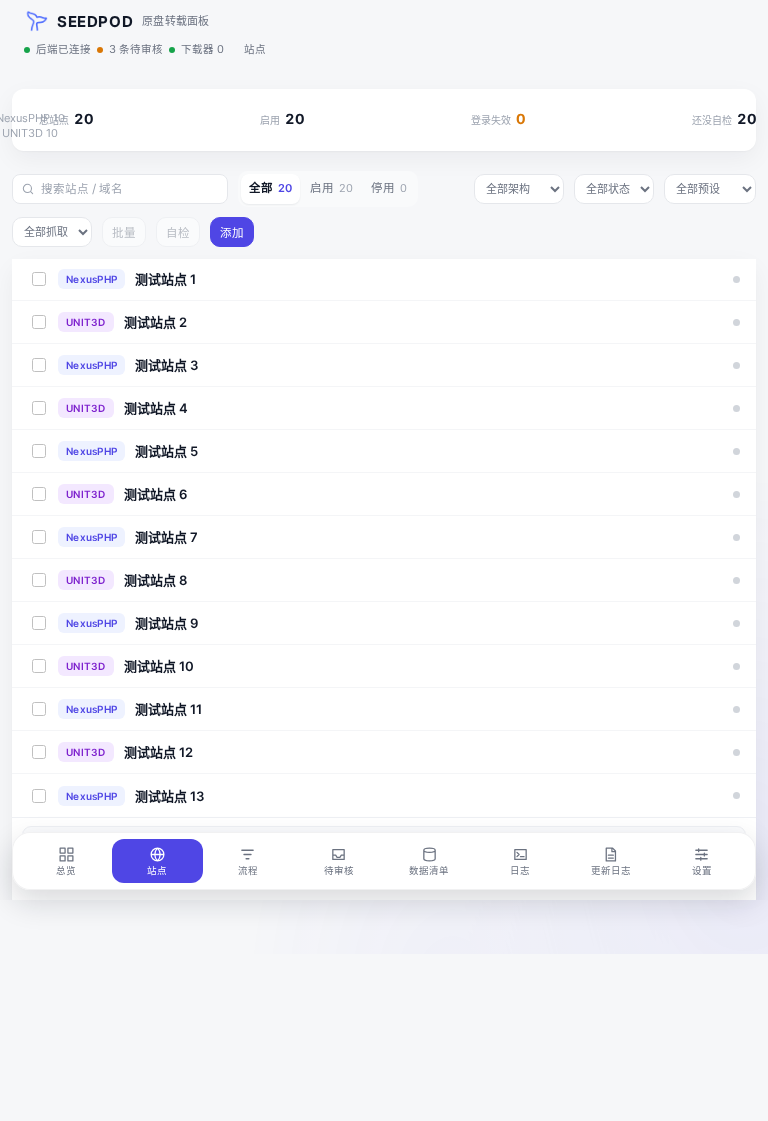 SEEDPOD 原盘转载面板
后端已连接 3 条待审核 下载器 0 站点
总站点 20 启用 20 登录失效 0 还没自检 20
NexusPHP 10
UNIT3D 10
搜索站点 / 域名 全部 20 启用 20 停用 0 全部架构 全部状态 全部预设
全部抓取 批量 自检 添加
NexusPHP 测试站点 1
UNIT3D 测试站点 2
NexusPHP 测试站点 3
UNIT3D 测试站点 4
NexusPHP 测试站点 5
UNIT3D 测试站点 6
NexusPHP 测试站点 7
UNIT3D 测试站点 8
NexusPHP 测试站点 9
UNIT3D 测试站点 10
NexusPHP 测试站点 11
UNIT3D 测试站点 12
NexusPHP 测试站点 13
总览 站点 流程 待审核 数据清单 日志 更新日志 设置